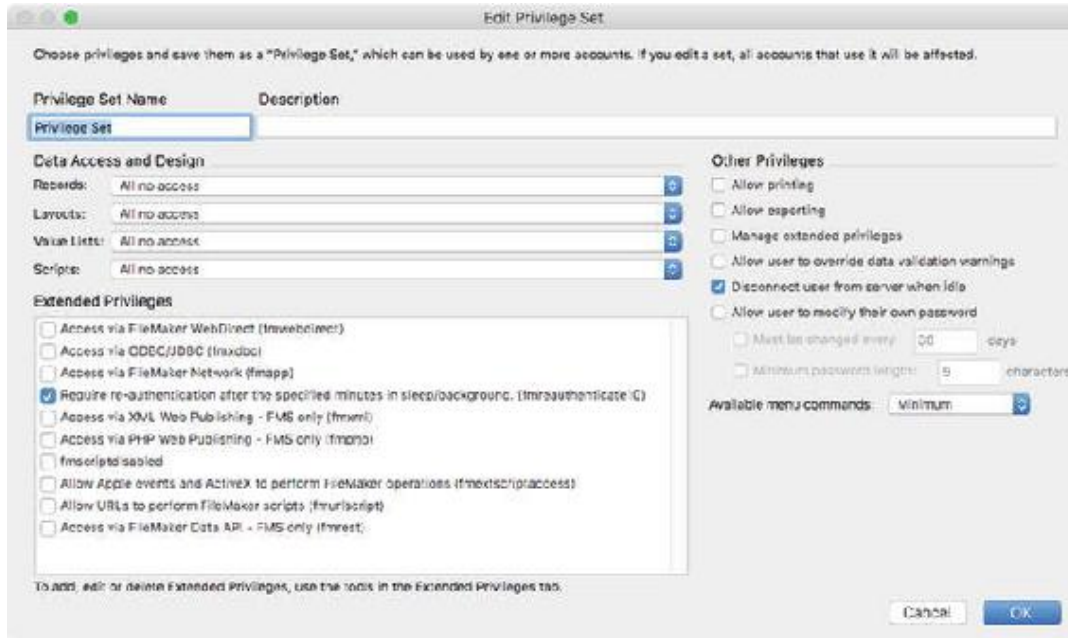 Edit Privilege Set
Choose privileges and save them as a "Privilege Set," which can be used by one or more accounts. If you edit a set, all accounts that use it will be affected.
Privilege Set Name
Description
Privilege Set
Data Access and Design
Records: All no access
Layouts: All no access
Value Lists: All no access
Scripts: All no access
Extended Privileges
Access via FileMaker WebDirect (fmwebdirect)
Access via ODBC/JDBC (fmxdbc)
Access via FileMaker Network (fmapp)
Require re-authentication after the specified minutes in sleep/background. (fmreauthenticate10)
Access via XML Web Publishing - FMS only (fmxml)
Access via PHP Web Publishing - FMS only (fmphp)
fmscriptdisabled
Allow Apple events and ActiveX to perform FileMaker operations (fmextscriptaccess)
Allow URLs to perform FileMaker scripts (fmurlscript)
Access via FileMaker Data API - FMS only (fmrest)
To add, edit or delete Extended Privileges, use the tools in the Extended Privileges tab.
Other Privileges
Allow printing
Allow exporting
Manage extended privileges
Allow user to override data validation warnings
Disconnect user from server when idle
Allow user to modify their own password
Must be changed every days
Minimum password length: characters
Available menu commands: Minimum
Cancel
OK